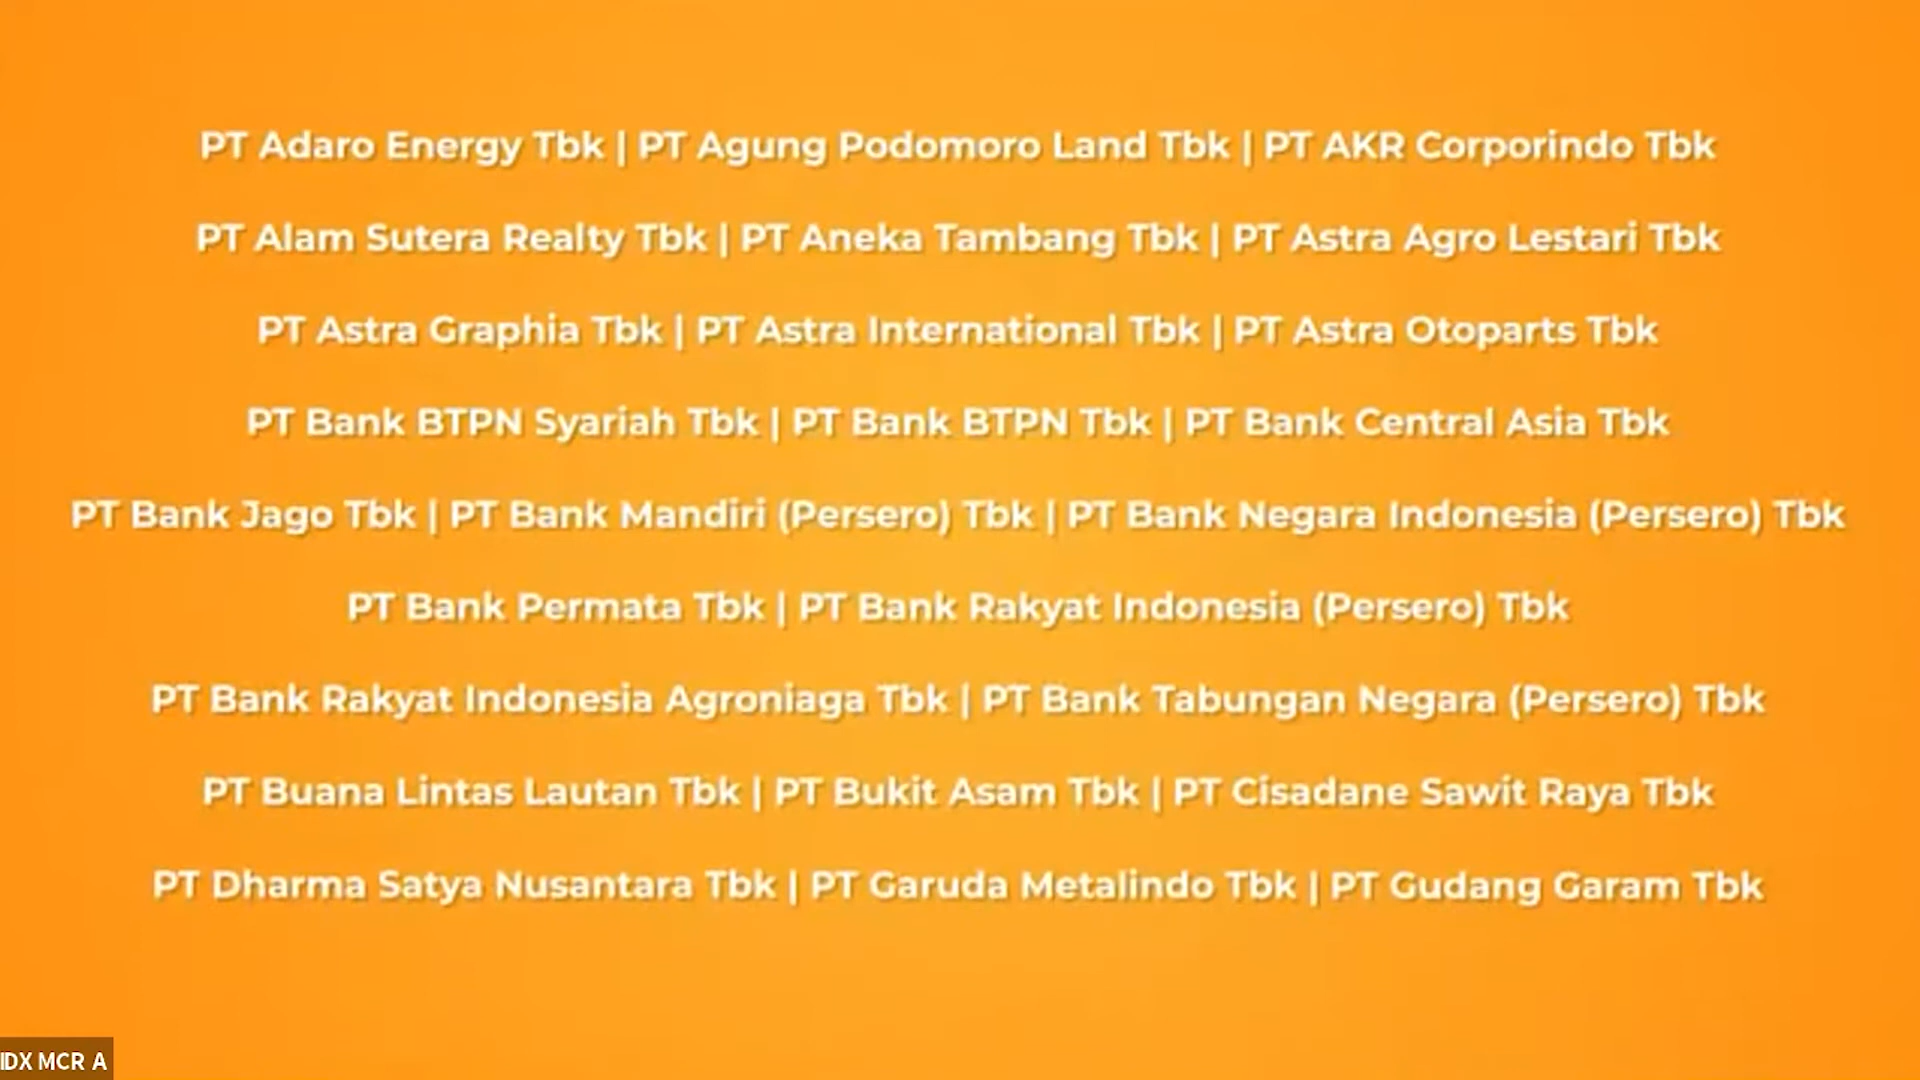 PT Adaro Energy Tbk | PT Agung Podomoro Land Tbk | PT AKR Corporindo Tbk
PT Alam Sutera Realty Tbk | PT Aneka Tambang Tbk | PT Astra Agro Lestari Tbk
PT Astra Graphia Tbk | PT Astra International Tbk | PT Astra Otoparts Tbk
PT Bank BTPN Syariah Tbk | PT Bank BTPN Tbk | PT Bank Central Asia Tbk
PT Bank Jago Tbk | PT Bank Mandiri (Persero) Tbk | PT Bank Negara Indonesia (Persero) Tbk
PT Bank Permata Tbk | PT Bank Rakyat Indonesia (Persero) Tbk
PT Bank Rakyat Indonesia Agroniaga Tbk | PT Bank Tabungan Negara (Persero) Tbk
PT Buana Lintas Lautan Tbk | PT Bukit Asam Tbk | PT Cisadane Sawit Raya Tbk
PT Dharma Satya Nusantara Tbk | PT Garuda Metalindo Tbk | PT Gudang Garam Tbk
IDX MCR A